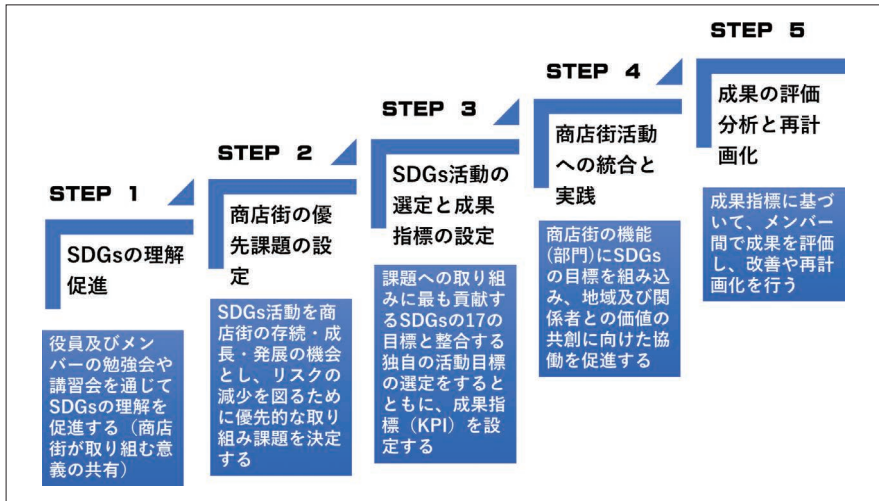 STEP 1
SDGsの理解
促進
役員及びメン
バーの勉強会や
講習会を通じて
SDGsの理解を
促進する（商店
街が取り組む意
義の共有）
STEP 2
商店街の優
先課題の設
定
SDGs活動を商
店街の存続・成
長・発展の機会
とし、リスクの
減少を図るため
に優先的な取り
組み課題を決定
する
STEP 3
SDGs活動の
選定と成果
指標の設定
課題への取り組
みに最も貢献す
るSDGsの17の
目標と整合する
独自の活動目標
の選定をすると
ともに、成果指
標（KPI）を設
定する
STEP 4
商店街活動
への統合と
実践
商店街の機能
(部門)にSDGs
の目標を組み込
み、地域及び関
係者との価値の
共創に向けた協
働を促進する
STEP 5
成果の評価
分析と再計
画化
成果指標に基づ
いて、メンバー
間で成果を評価
し、改善や再計
画化を行う